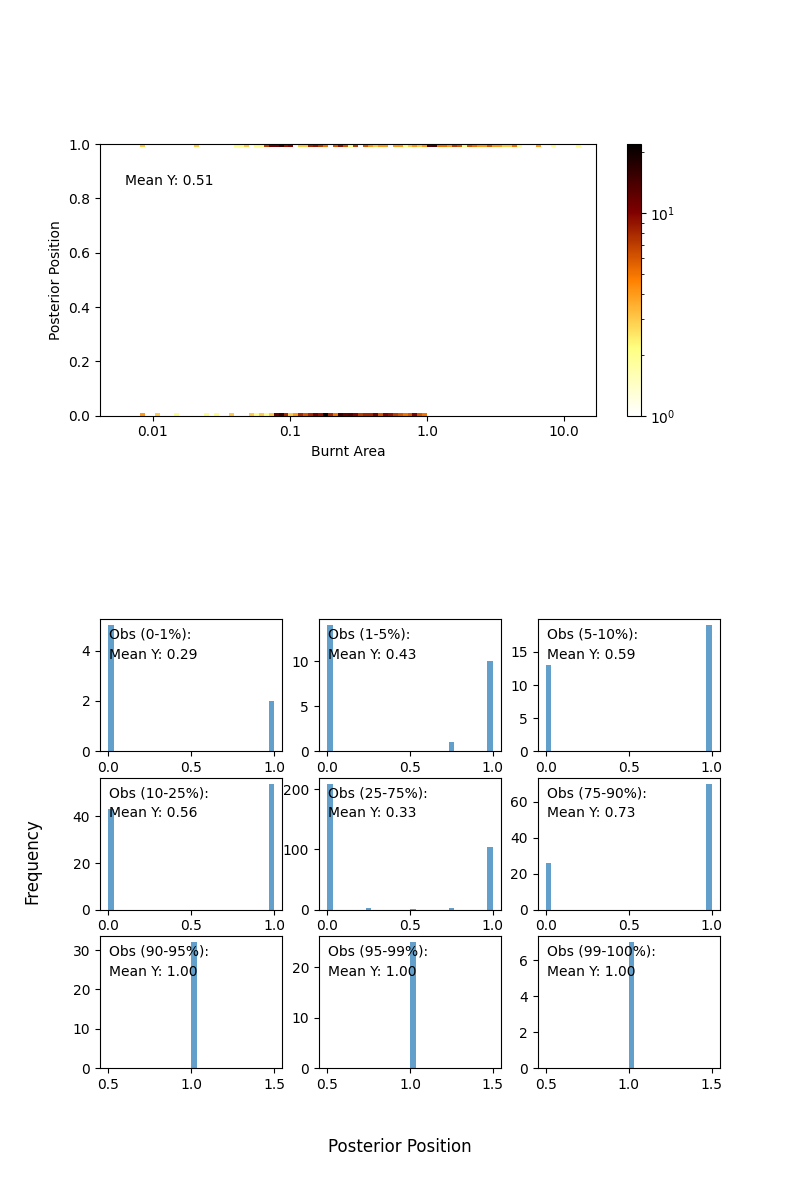 1.0
Mean Y: 0.51
0.8
0.6
0.4
0.2
0.0
Posterior Position
0.01 0.1 1.0 10.0
Burnt Area
10¹
10⁰
Obs (0-1%):
Mean Y: 0.29
4
2
0
0.0 0.5 1.0
Obs (1-5%):
Mean Y: 0.43
10
5
0
0.0 0.5 1.0
Obs (5-10%):
Mean Y: 0.59
15
10
5
0
0.0 0.5 1.0
Obs (10-25%):
Mean Y: 0.56
40
20
0
0.0 0.5 1.0
Obs (25-75%):
Mean Y: 0.33
200
100
0
0.0 0.5 1.0
Obs (75-90%):
Mean Y: 0.73
60
40
20
0
0.0 0.5 1.0
Obs (90-95%):
Mean Y: 1.00
30
20
10
0
0.5 1.0 1.5
Obs (95-99%):
Mean Y: 1.00
20
10
0
0.5 1.0 1.5
Obs (99-100%):
Mean Y: 1.00
6
4
2
0
0.5 1.0 1.5
Frequency
Posterior Position